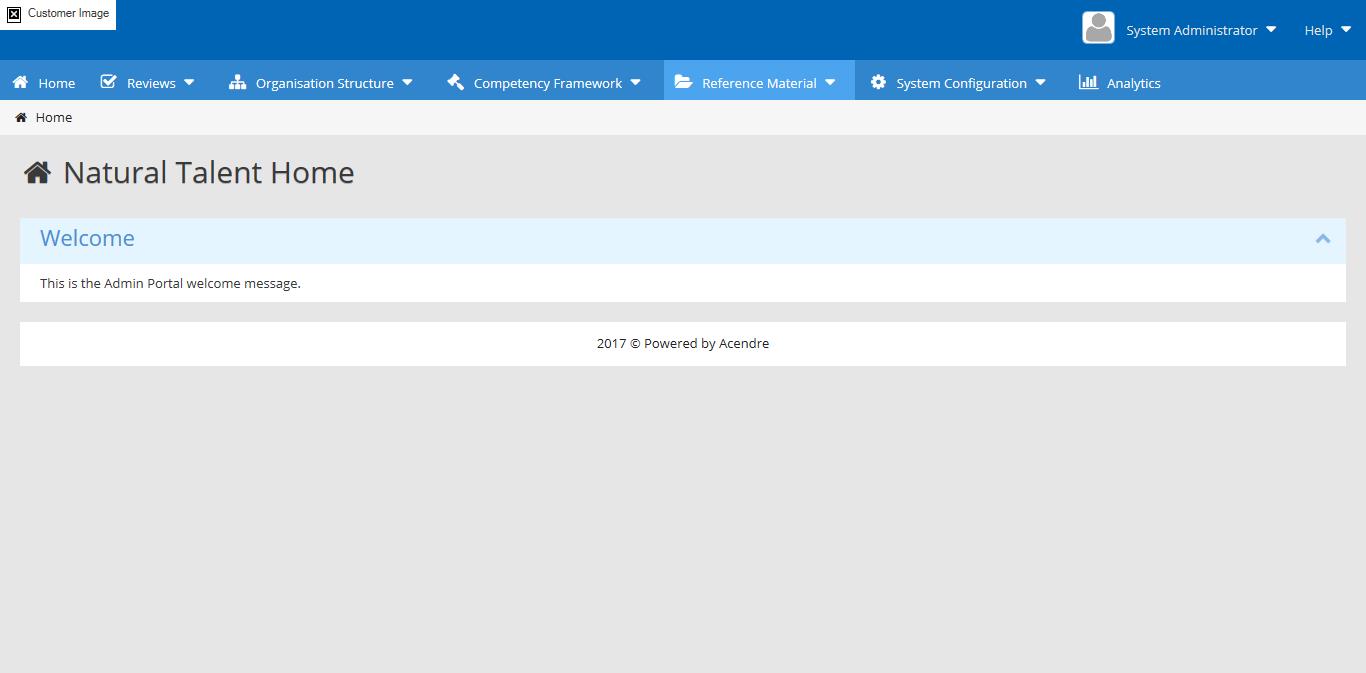 Customer Image
System Administrator Help
Home Reviews Organisation Structure Competency Framework Reference Material System Configuration Analytics
Home
Natural Talent Home
Welcome
This is the Admin Portal welcome message.
2017 © Powered by Acendre